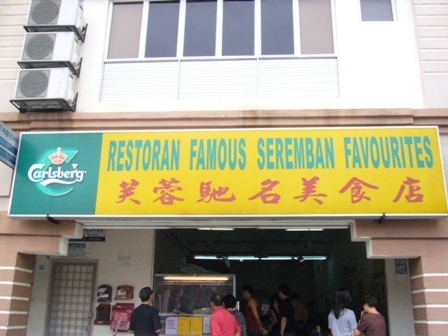 Carlsberg
RESTORAN FAMOUS SEREMBAN FAVOURITES
芙蓉馳名美食店